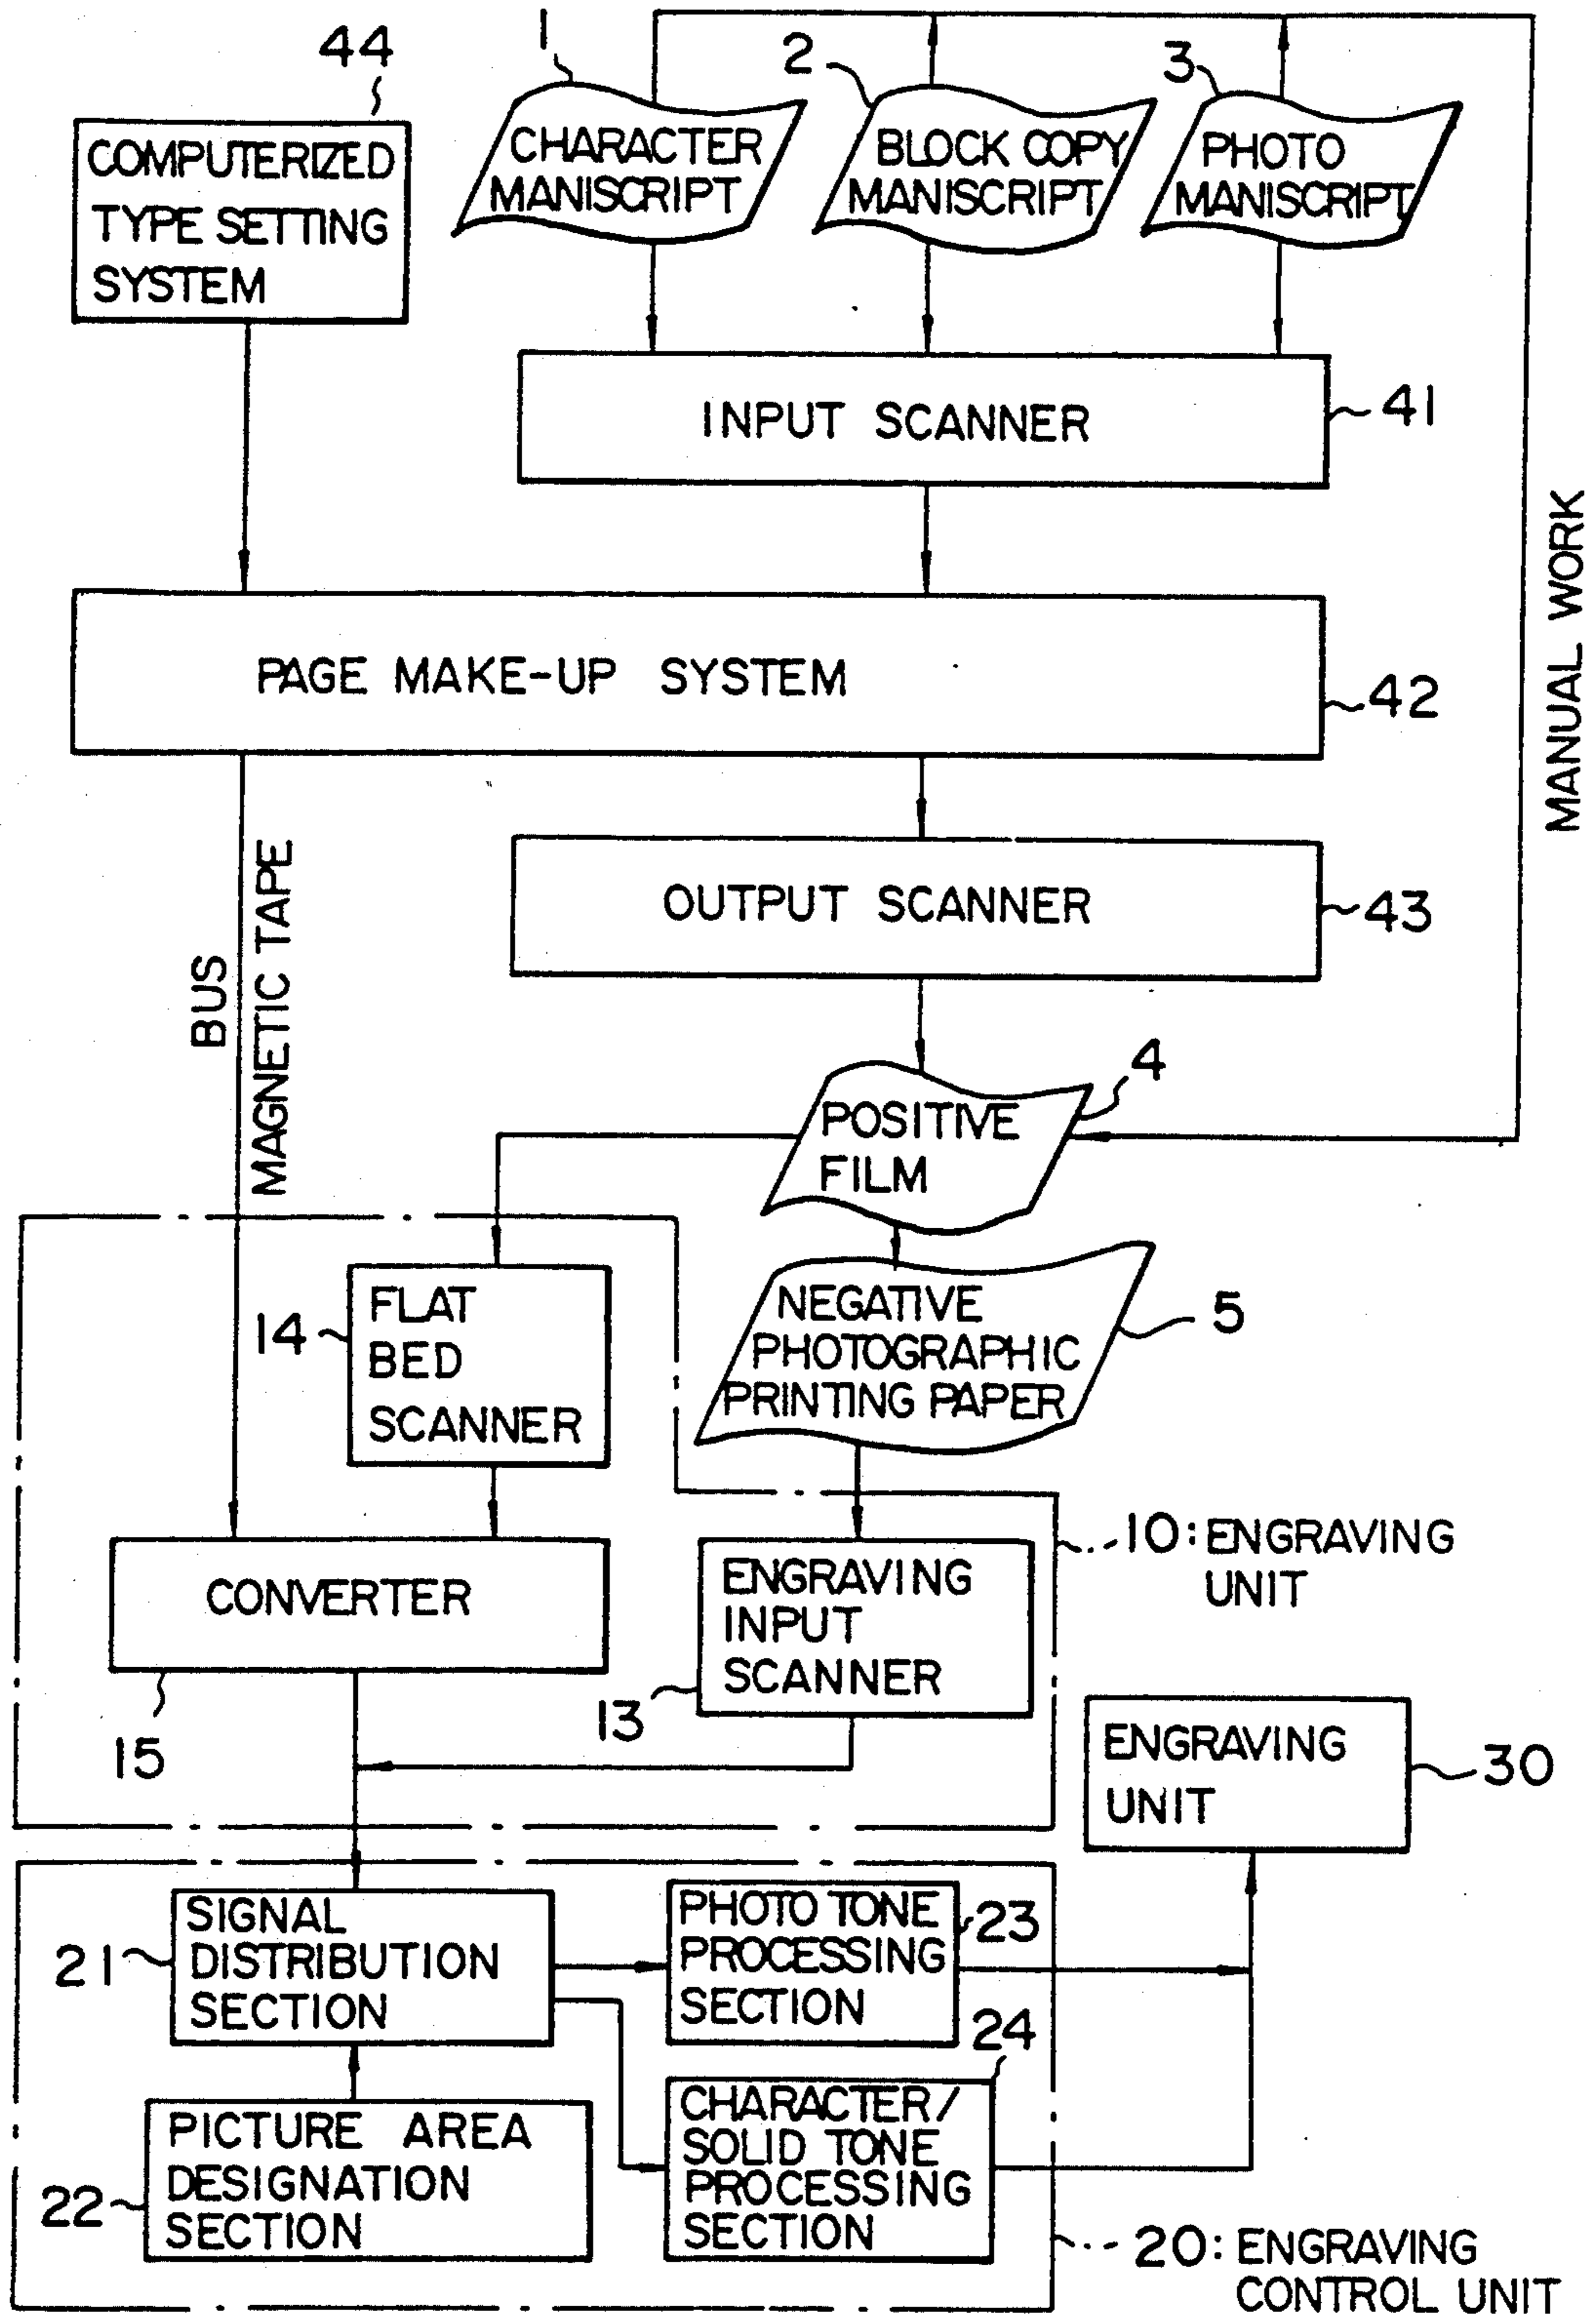 44
1
2
3
COMPUTERIZED
TYPE SETTING
SYSTEM
CHARACTER
MANISCRIPT
BLOCK COPY
MANISCRIPT
PHOTO
MANISCRIPT
INPUT SCANNER
41
MANUAL WORK
PAGE MAKE-UP SYSTEM
42
BUS
MAGNETIC TAPE
OUTPUT SCANNER
43
POSITIVE
FILM
4
FLAT
BED
SCANNER
14
NEGATIVE
PHOTOGRAPHIC
PRINTING PAPER
5
CONVERTER
15
ENGRAVING
INPUT
SCANNER
13
10: ENGRAVING
UNIT
ENGRAVING
UNIT
30
SIGNAL
DISTRIBUTION
SECTION
21
PHOTO TONE
PROCESSING
SECTION
23
PICTURE AREA
DESIGNATION
SECTION
22
CHARACTER/
SOLID TONE
PROCESSING
SECTION
24
20: ENGRAVING
CONTROL UNIT